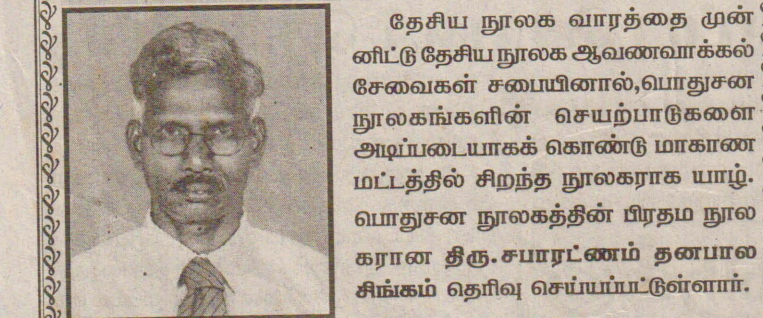 தேசிய நூலக வாரத்தை முன்
னிட்டு தேசிய நூலக ஆவணவாக்கல்
சேவைகள் சபையினால்,பொதுசன
நூலகங்களின் செயற்பாடுகளை
அடிப்படையாகக் கொண்டு மாகாண
மட்டத்தில் சிறந்த நூலகராக யாழ்.
பொதுசன நூலகத்தின் பிரதம நூல
கரான திரு.சபாரட்ணம் தனபால
சிங்கம் தெரிவு செய்யப்பட்டுள்ளார்.